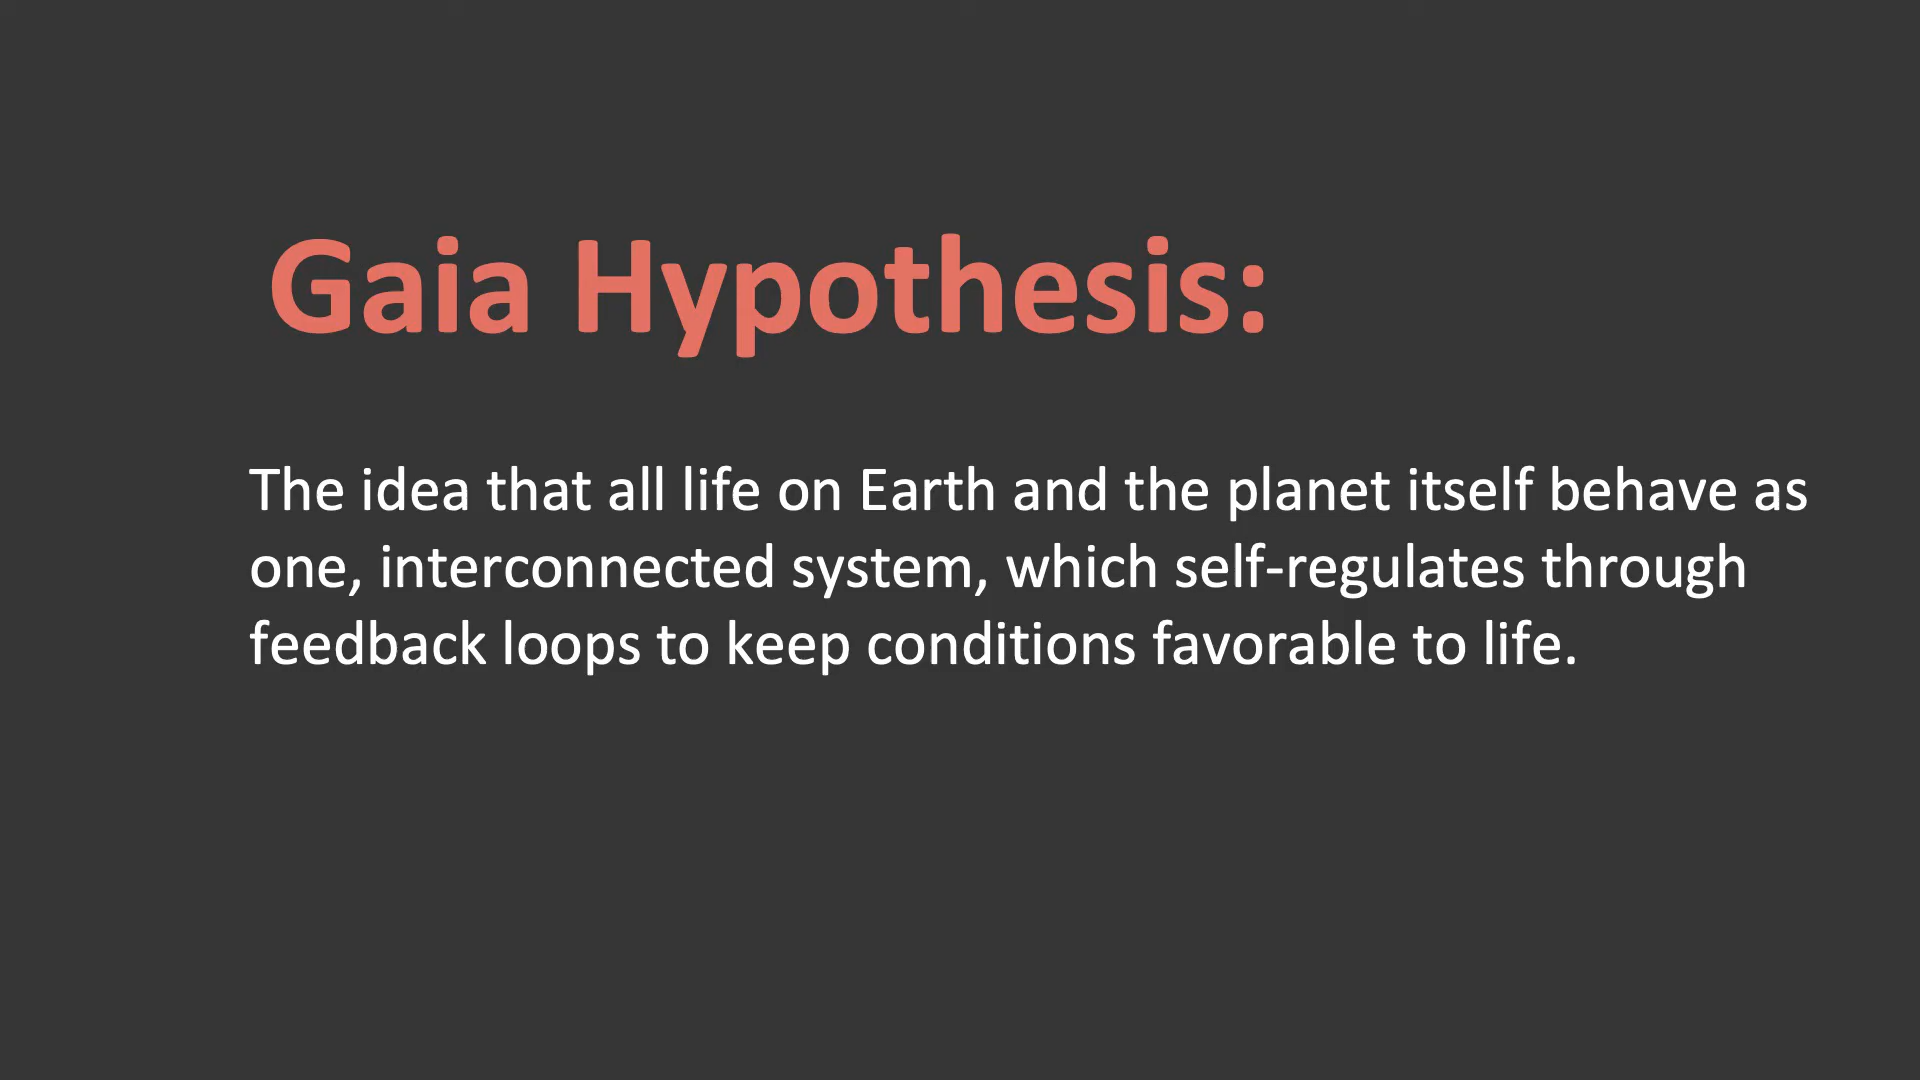 Gaia Hypothesis:
The idea that all life on Earth and the planet itself behave as
one, interconnected system, which self-regulates through
feedback loops to keep conditions favorable to life.